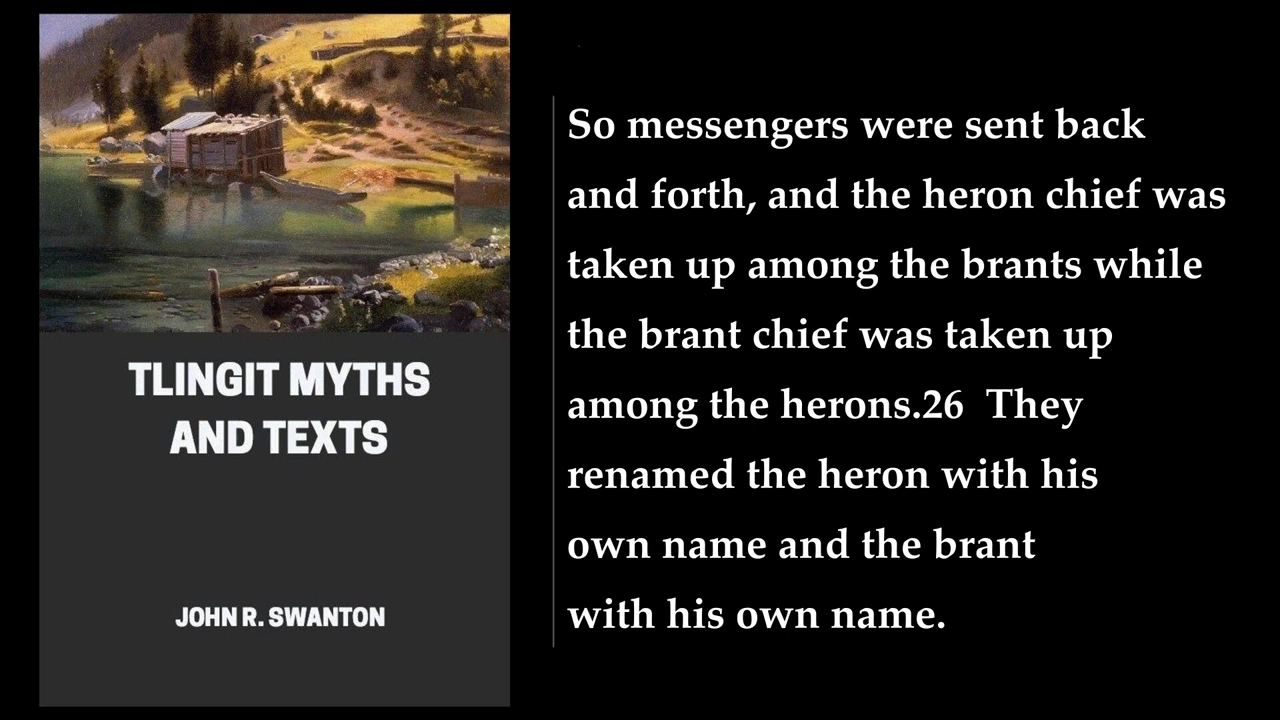 TLINGIT MYTHS
AND TEXTS
JOHN R. SWANTON
So messengers were sent back
and forth, and the heron chief was
taken up among the brants while
the brant chief was taken up
among the herons.26  They
renamed the heron with his
own name and the brant
with his own name.